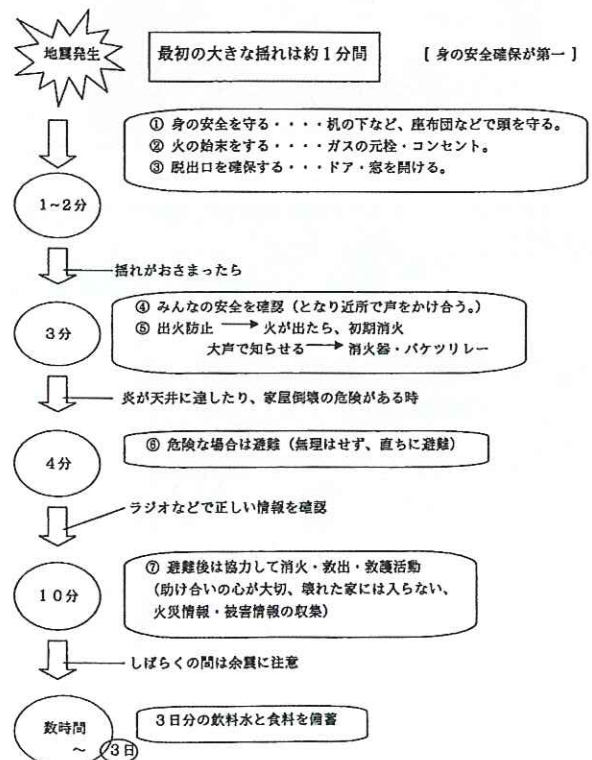 地震発生
最初の大きな揺れは約1分間
[ 身の安全確保が第一 ]
① 身の安全を守る・・・・机の下など、座布団などで頭を守る。
② 火の始末をする・・・・ガスの元栓・コンセント。
③ 脱出口を確保する・・・ドア・窓を開ける。
1~2分
揺れがおさまったら
④ みんなの安全を確認（となり近所で声をかけ合う。）
3分
⑤ 出火防止 → 火が出たら、初期消火
大声で知らせる → 消火器・バケツリレー
炎が天井に達したり、家屋倒壊の危険がある時
⑥ 危険な場合は避難（無理はせず、直ちに避難）
4分
ラジオなどで正しい情報を確認
⑦ 避難後は協力して消火・救出・救護活動
10分
（助け合いの心が大切、壊れた家には入らない、
火災情報・被害情報の収集）
しばらくの間は余震に注意
3日分の飲料水と食料を備蓄
数時間
～ 3日